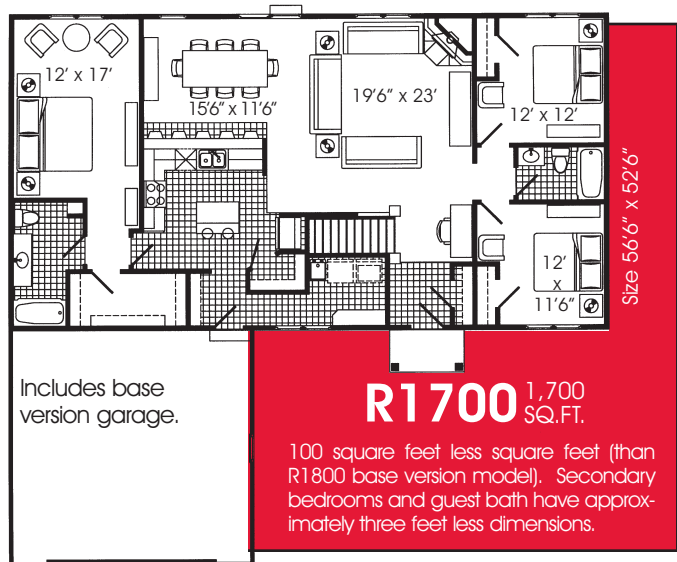 12' x 17'
15'6" x 11'6"
19'6" x 23'
12' x 12'
12'
x
11'6"
Size 56'6" x 52'6"
Includes base
version garage.
R1700 1,700
SQ.FT.
100 square feet less square feet (than
R1800 base version model). Secondary
bedrooms and guest bath have approx-
imately three feet less dimensions.